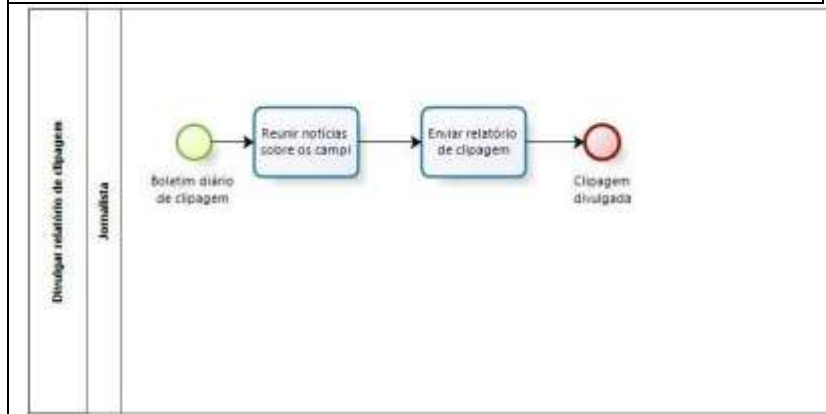 Divulgar relatório de clipagem
Jornalista
Boletim diário
de clipagem
Reunir notícias
sobre os campi
Enviar relatório
de clipagem
Clipagem
divulgada